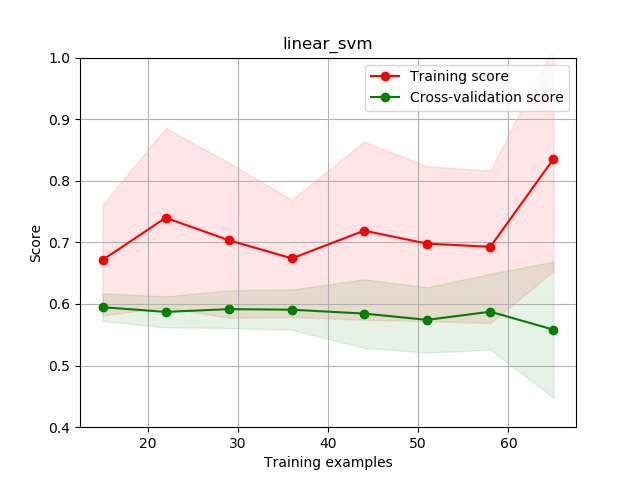 linear_svm
1.0
0.9
0.8
0.7
0.6
0.5
0.4
Score
Training score
Cross-validation score
20 30 40 50 60
Training examples